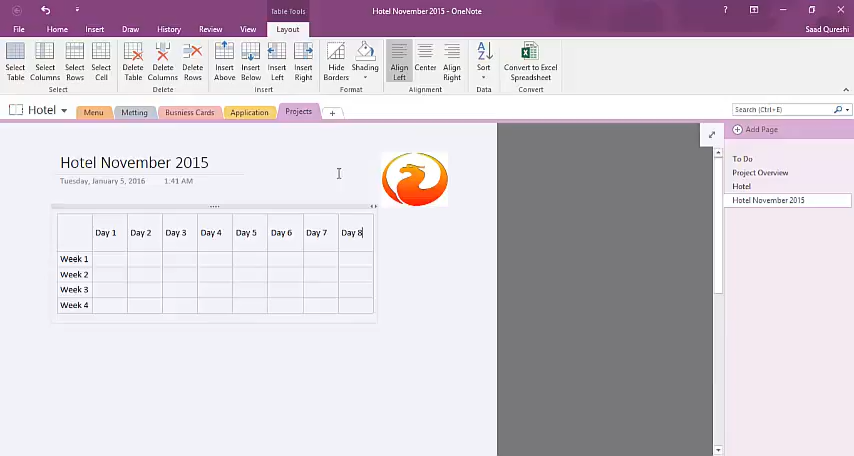 Table Tools
Hotel November 2015 - OneNote
?
File
Home
Insert
Draw
History
Review
View
Layout
Saad Qureshi
Select Table
Select Columns
Select Rows
Select Cell
Delete Table
Delete Columns
Delete Rows
Insert Above
Insert Below
Insert Left
Insert Right
Hide Borders
Shading
Align Left
Center
Align Right
Sort
Convert to Excel Spreadsheet
Select
Delete
Insert
Format
Alignment
Data
Convert
Hotel
Menu
Metting
Busniess Cards
Application
Projects
+
Search (Ctrl+E)
Add Page
Hotel November 2015
Tuesday, January 5, 2016 1:41 AM
Day 1 Day 2 Day 3 Day 4 Day 5 Day 6 Day 7 Day 8
Week 1
Week 2
Week 3
Week 4
To Do
Project Overview
Hotel
Hotel November 2015